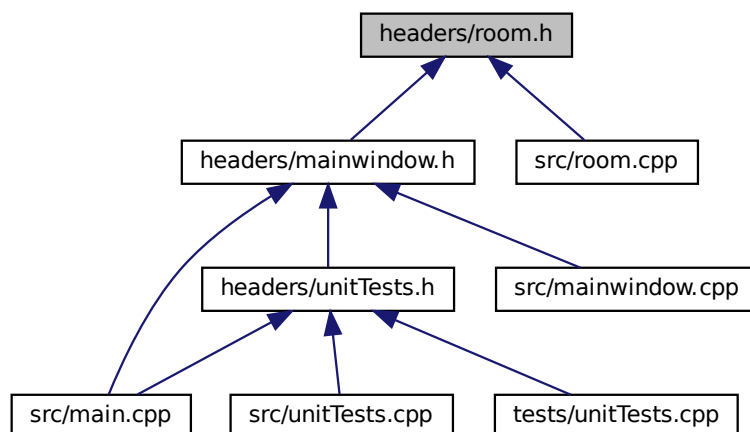 headers/room.h
headers/mainwindow.h
src/room.cpp
headers/unitTests.h
src/mainwindow.cpp
src/main.cpp
src/unitTests.cpp
tests/unitTests.cpp